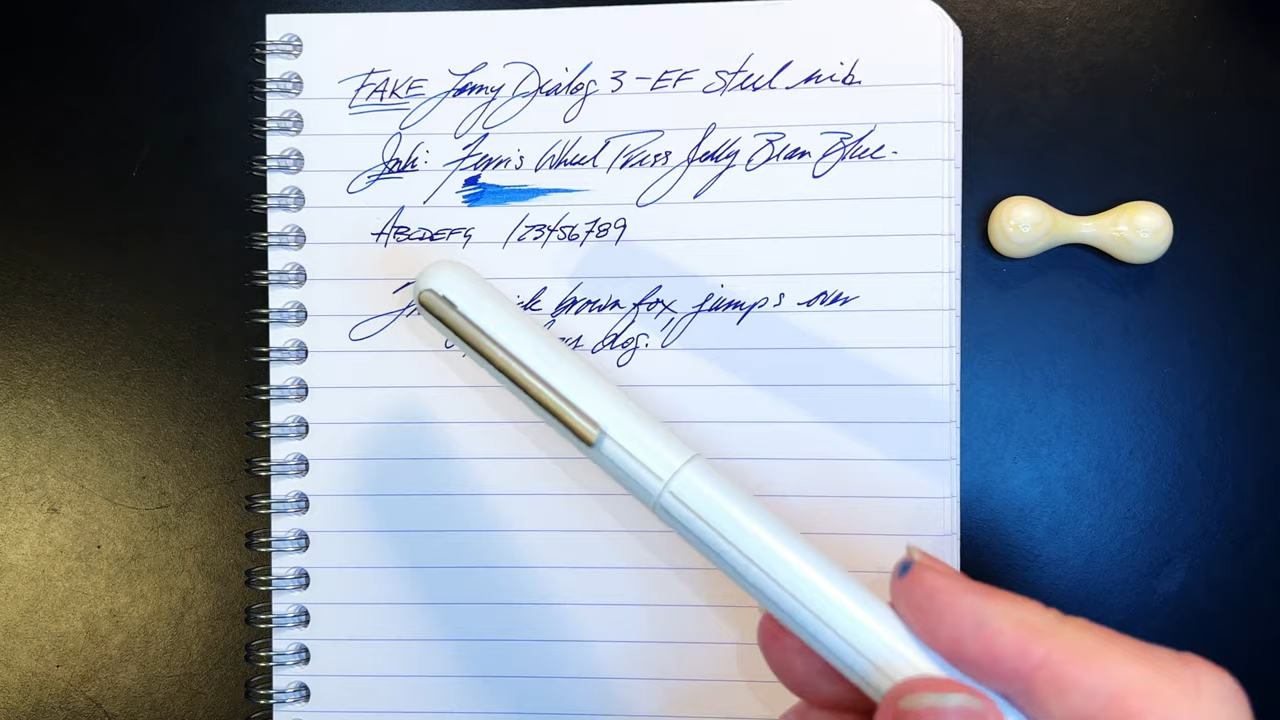 FAKE Lamy Dialog 3 - EF Steel nib.
Ink: Ferris Wheel Press Jelly Bean Blue.
ABCDEFG 123456789
brown fox jumps over
dog.